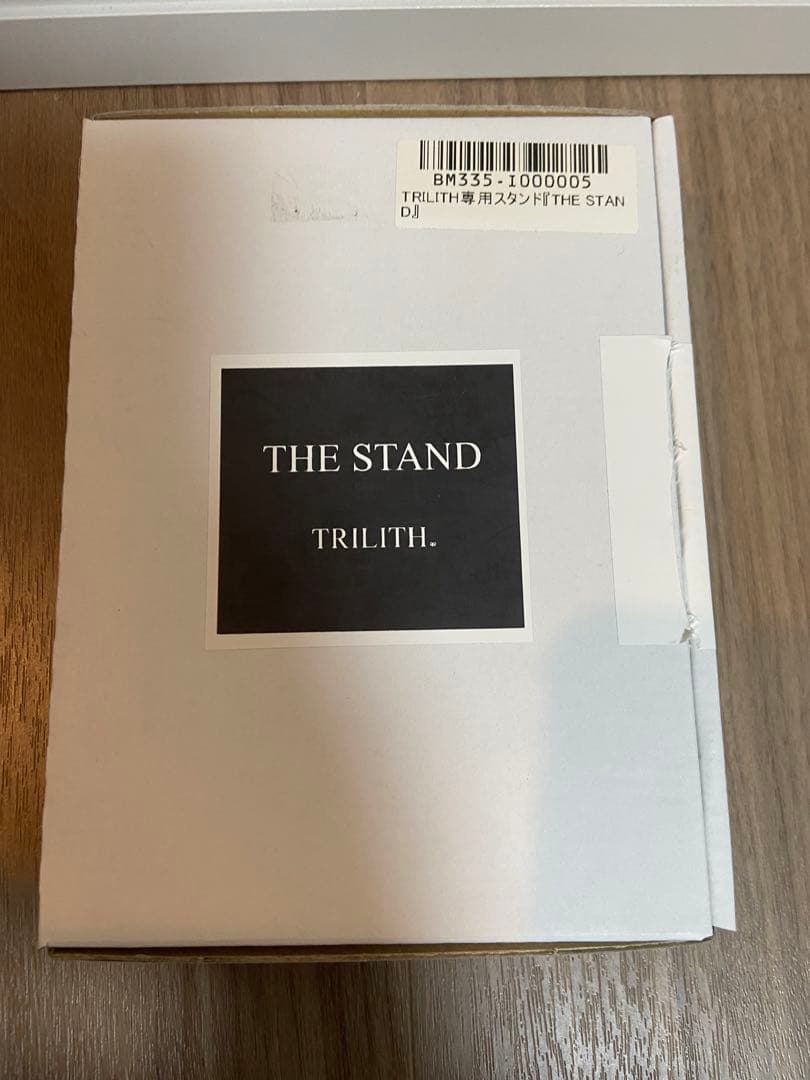 BM335-I000005
TRILITH専用スタンド『THE STAN
D』
THE STAND
TRILITH®